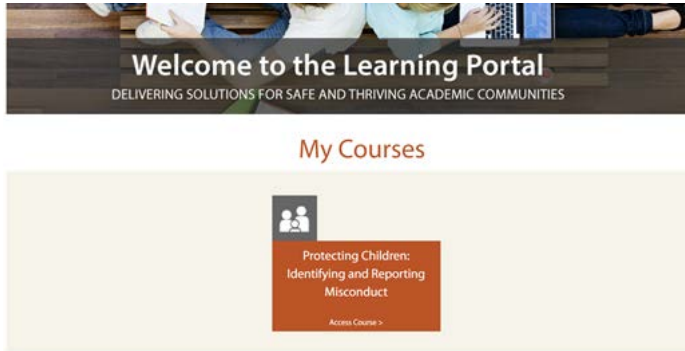 Welcome to the Learning Portal
DELIVERING SOLUTIONS FOR SAFE AND THRIVING ACADEMIC COMMUNITIES
My Courses
Protecting Children:
Identifying and Reporting
Misconduct
Access Course >